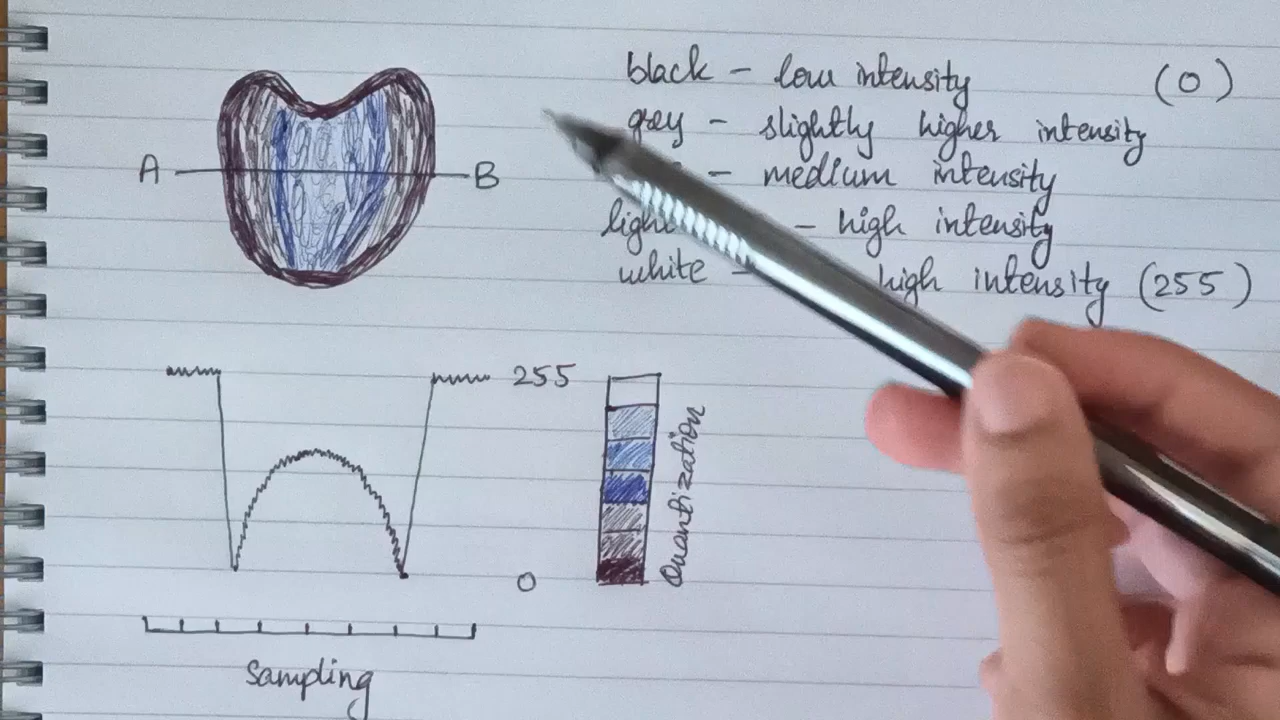 black - low intensity (0)
grey - slightly higher intensity
- medium intensity
light - high intensity
white - high intensity (255)
A
B
255
0
Quantization
Sampling